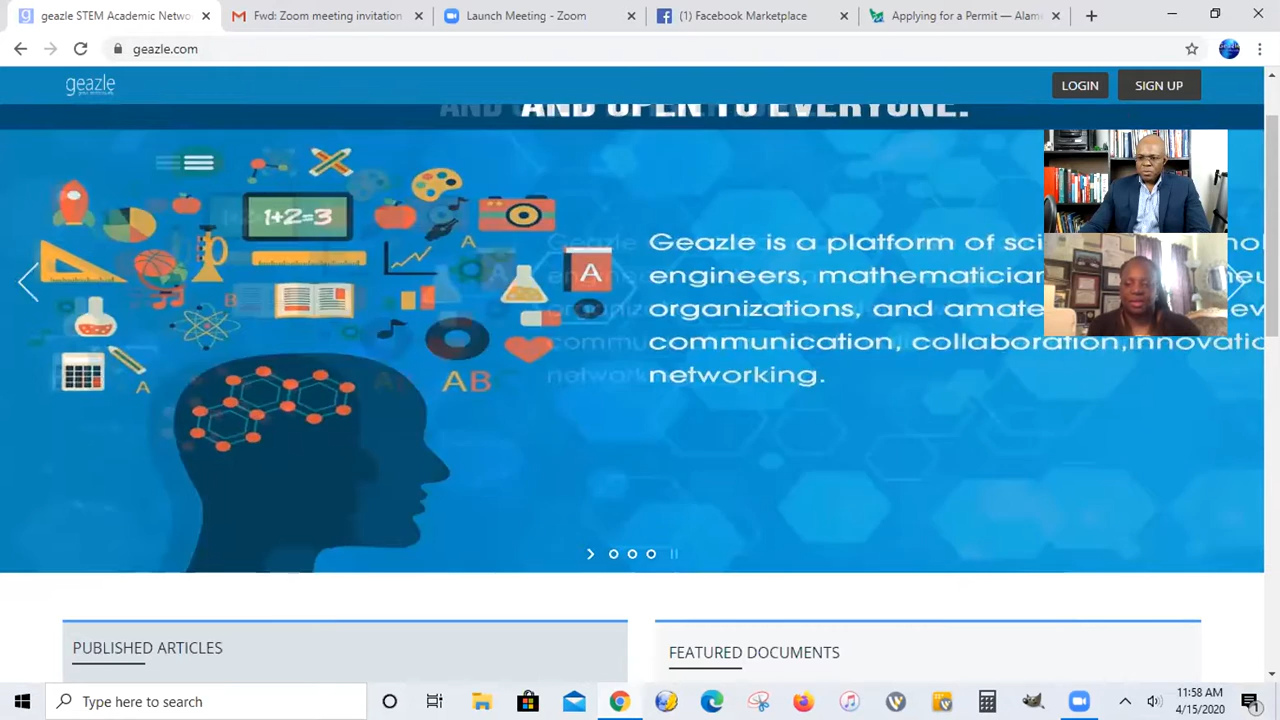 geazle STEM Academic Netwo
Fwd: Zoom meeting invitation
Launch Meeting - Zoom
(1) Facebook Marketplace
Applying for a Permit — Alam
geazle.com
geazle
LOGIN
SIGN UP
AND OPEN TO EVERYONE.
1+2=3
A
A
B
A
AB
Geazle is a platform of sci
engineers, mathematician
organizations, and amate
communication, collaboration,innovatio
networking.
PUBLISHED ARTICLES
FEATURED DOCUMENTS
Type here to search
11:58 AM
4/15/2020